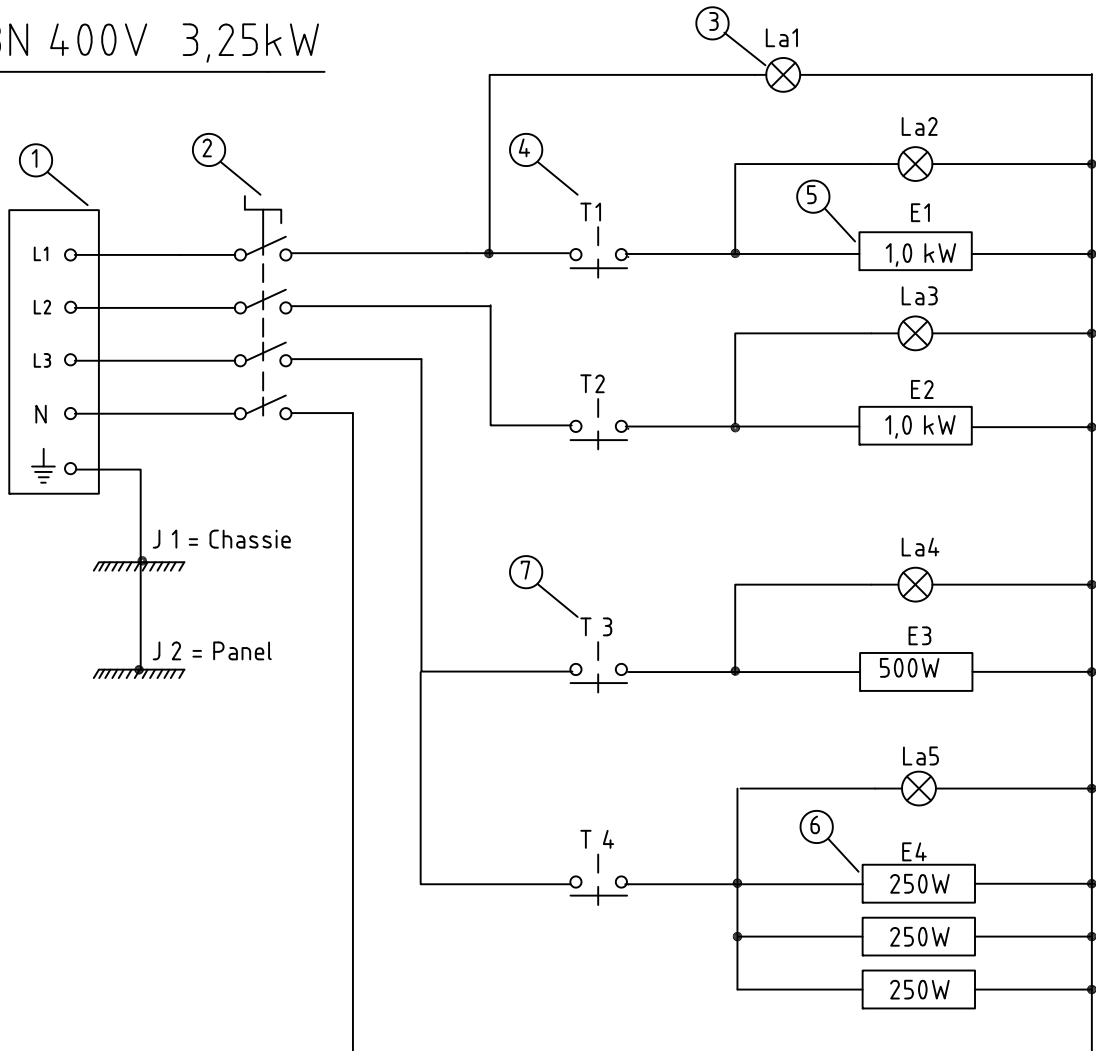 3N 400V 3,25kW
3
La1
La2
1
2
4
5
T1
E1
L1
1,0 kW
L2
La3
L3
T2
E2
N
1,0 kW
J 1 = Chassie
La4
7
T 3
E3
J 2 = Panel
500W
La5
6
T 4
E4
250W
250W
250W